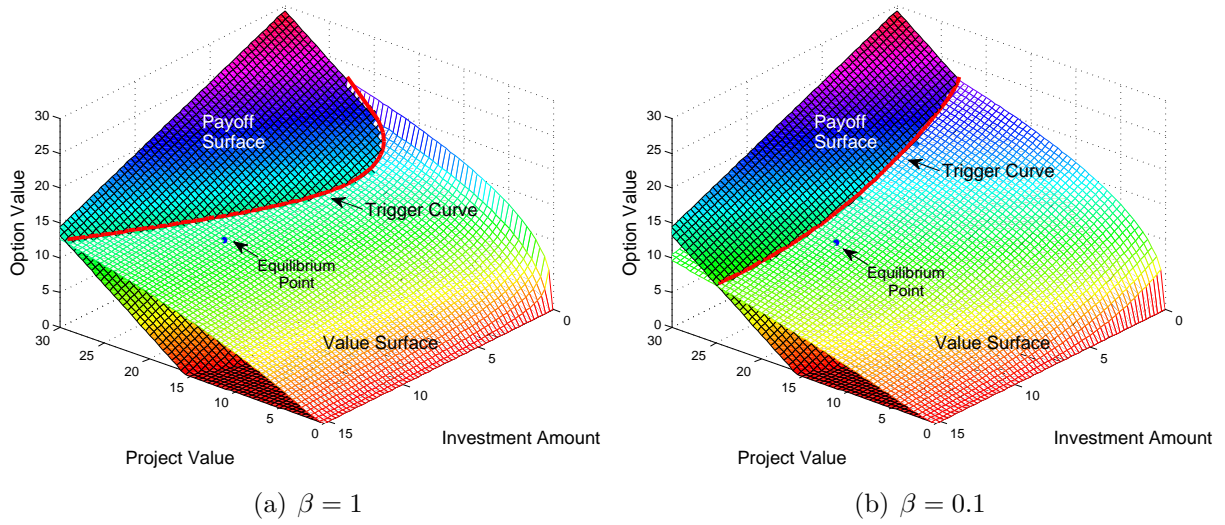 30
25
20
15
10
5
0
Option Value
30
25
20
15
10
5
0
Project Value
15
10
5
0
Investment Amount
Payoff
Surface
Trigger Curve
Equilibrium
Point
Value Surface
(a) β = 1
30
25
20
15
10
5
0
Option Value
30
25
20
15
10
5
0
Project Value
15
10
5
0
Investment Amount
Payoff
Surface
Trigger Curve
Equilibrium
Point
Value Surface
(b) β = 0.1